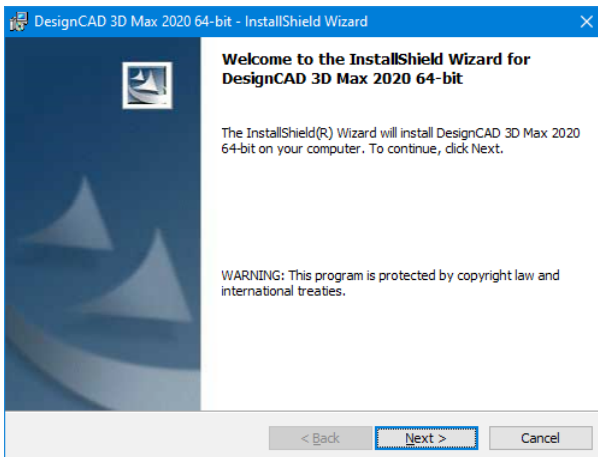 DesignCAD 3D Max 2020 64-bit - InstallShield Wizard
Welcome to the InstallShield Wizard for
DesignCAD 3D Max 2020 64-bit
The InstallShield(R) Wizard will install DesignCAD 3D Max 2020
64-bit on your computer. To continue, click Next.
WARNING: This program is protected by copyright law and
international treaties.
< Back Next > Cancel